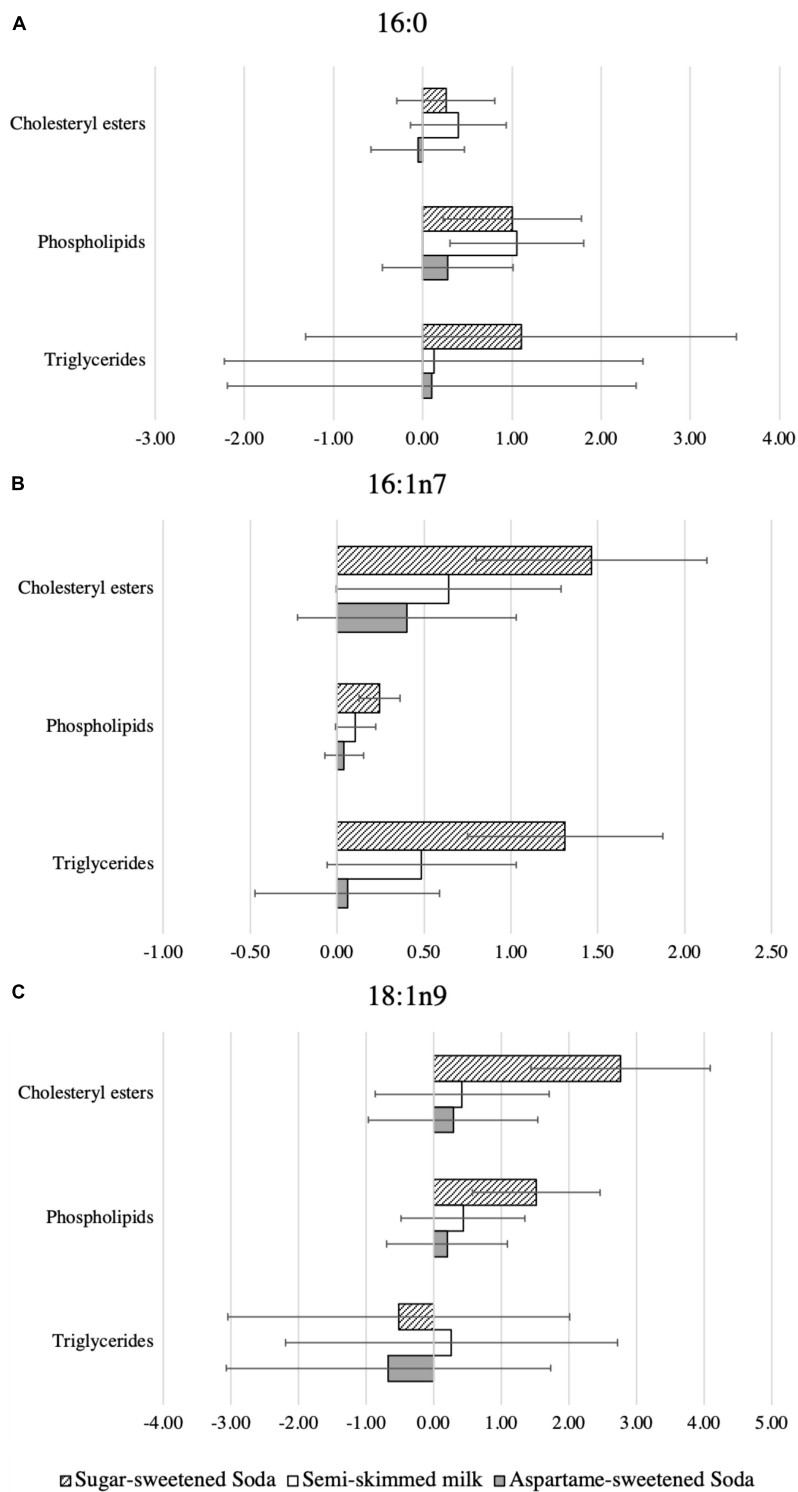 A
16:0
Cholesteryl esters
Phospholipids
Triglycerides
-3.00 -2.00 -1.00 0.00 1.00 2.00 3.00 4.00
B
16:1n7
Cholesteryl esters
Phospholipids
Triglycerides
-1.00 -0.50 0.00 0.50 1.00 1.50 2.00 2.50
C
18:1n9
Cholesteryl esters
Phospholipids
Triglycerides
-4.00 -3.00 -2.00 -1.00 0.00 1.00 2.00 3.00 4.00 5.00
Sugar-sweetened Soda Semi-skimmed milk Aspartame-sweetened Soda